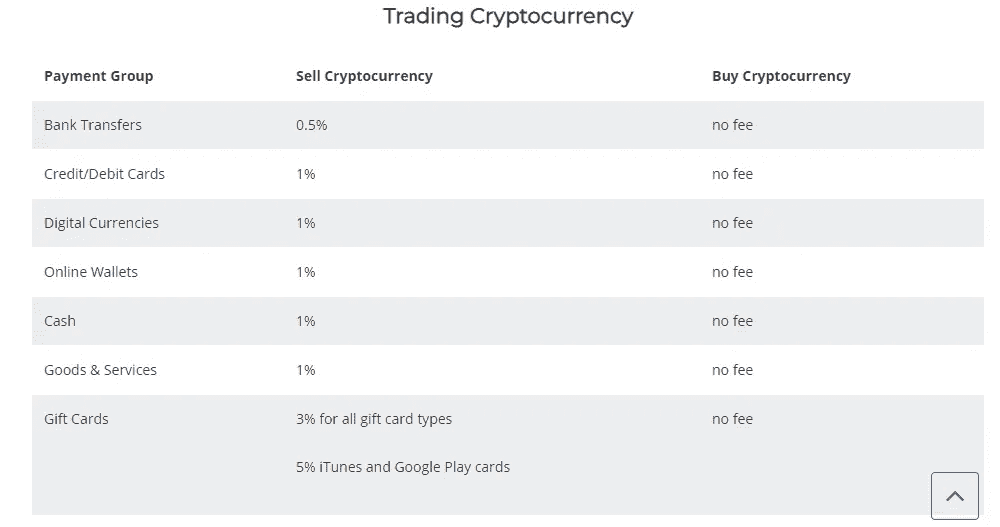 Trading Cryptocurrency
Payment Group Sell Cryptocurrency Buy Cryptocurrency
Bank Transfers 0.5% no fee
Credit/Debit Cards 1% no fee
Digital Currencies 1% no fee
Online Wallets 1% no fee
Cash 1% no fee
Goods & Services 1% no fee
Gift Cards 3% for all gift card types no fee
5% iTunes and Google Play cards